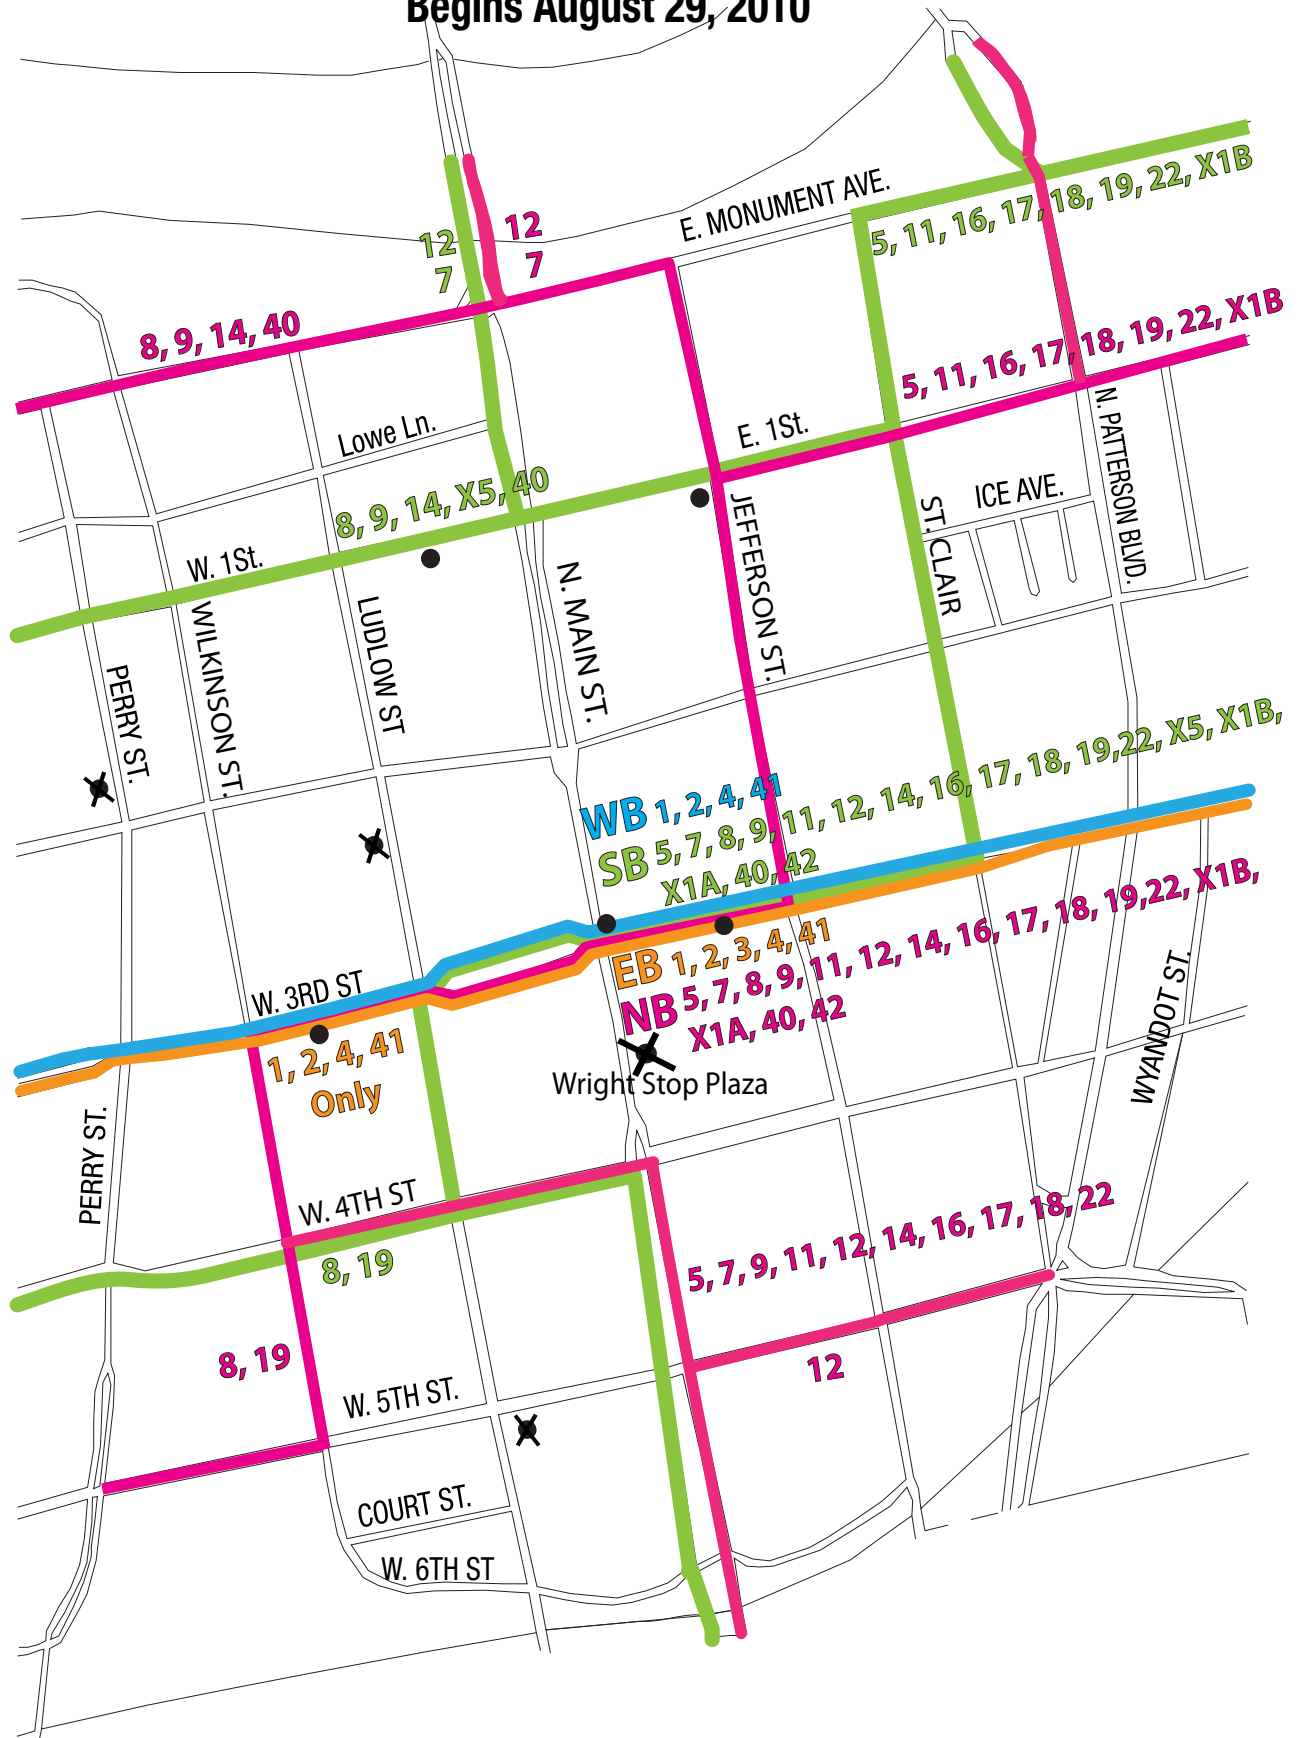 Begins August 29, 2010
E. MONUMENT AVE.
5, 11, 16, 17, 18, 19, 22, X1B
12
7
12
7
8, 9, 14, 40
5, 11, 16, 17, 18, 19, 22, X1B
Lowe Ln.
E. 1St.
N. PATTERSON BLVD.
8, 9, 14, X5, 40
ICE AVE.
ST. CLAIR
JEFFERSON ST.
W. 1St.
N. MAIN ST.
LUDLOW ST
WILKINSON ST.
PERRY ST.
WB 1, 2, 4, 41
SB 5, 7, 8, 9, 11, 12, 14, 16, 17, 18, 19,22, X5, X1B,
X1A, 40, 42
EB 1, 2, 3, 4, 41
NB 5, 7, 8, 9, 11, 12, 14, 16, 17, 18, 19,22, X1B,
X1A, 40, 42
W. 3RD ST
1, 2, 4, 41
Only
Wright Stop Plaza
WYANDOT ST.
PERRY ST.
W. 4TH ST
8, 19
5, 7, 9, 11, 12, 14, 16, 17, 18, 22
8, 19
12
W. 5TH ST.
COURT ST.
W. 6TH ST